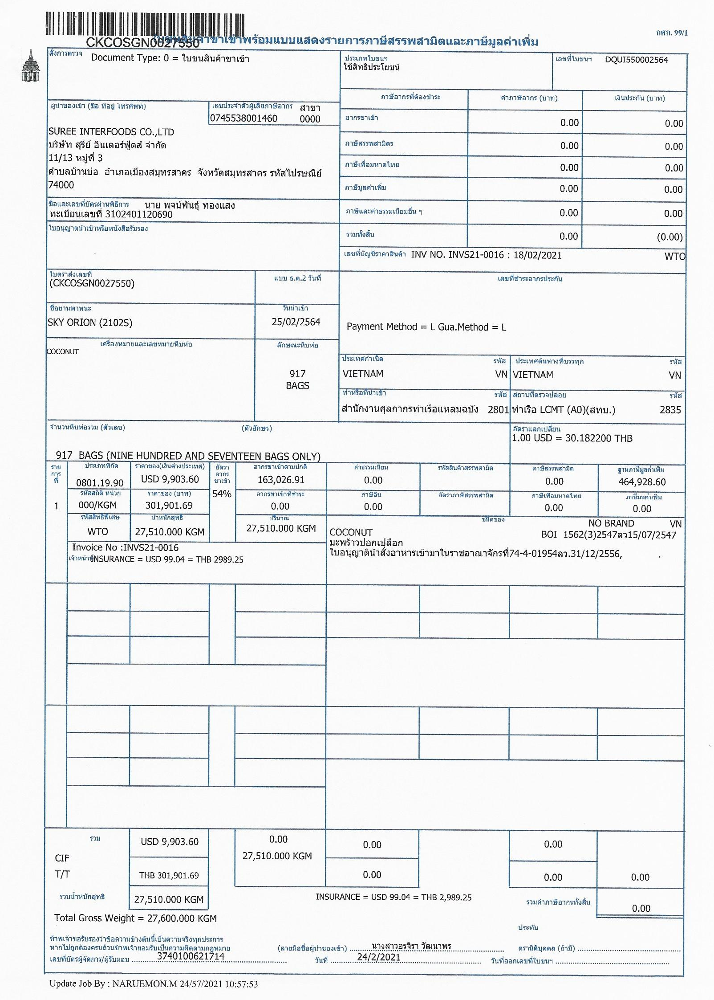 กศก. 99/1
ใบขนสินค้าขาเข้าพร้อมแบบแสดงรายการภาษีสรรพสามิตและภาษีมูลค่าเพิ่ม
CKCOSGN0027550
สั่งการตรวจ Document Type: 0 = ใบขนสินค้าขาเข้า
ประเภทใบขนฯ
ใช้สิทธิประโยชน์
เลขที่ใบขนฯ DQUI550002564
ภาษีอากรที่ต้องชำระ ค่าภาษีอากร (บาท) เงินประกัน (บาท)
อากรขาเข้า 0.00 0.00
ภาษีสรรพสามิตร 0.00 0.00
ภาษีเพื่อมหาดไทย 0.00 0.00
ภาษีมูลค่าเพิ่ม 0.00 0.00
ภาษีและค่าธรรมเนียมอื่น ๆ 0.00 0.00
รวมทั้งสิ้น 0.00 (0.00)
ผู้นำของเข้า (ชื่อ ที่อยู่ โทรศัพท์)
เลขประจำตัวผู้เสียภาษีอากร สาขา
0745538001460 0000
SUREE INTERFOODS CO.,LTD
บริษัท สุรีย์ อินเตอร์ฟู้ดส์ จำกัด
11/13 หมู่ที่ 3
ตำบลบ้านบ่อ อำเภอเมืองสมุทรสาคร จังหวัดสมุทรสาคร รหัสไปรษณีย์
74000
ชื่อและเลขที่บัตรผ่านพิธีการ นาย พจน์พันธุ์ ทองแสง
ทะเบียนเลขที่ 3102401120690
ใบอนุญาตนำเข้าหรือหนังสือรับรอง
เลขที่บัญชีราคาสินค้า INV NO. INVS21-0016 : 18/02/2021 WTO
ใบตราส่งเลขที่
(CKCOSGN0027550)
แบบ ธ.ต.2 วันที่
เลขที่ชำระอากรประกัน
ชื่อยานพาหนะ
SKY ORION (2102S)
วันนำเข้า
25/02/2564
Payment Method = L Gua.Method = L
เครื่องหมายและเลขหมายหีบห่อ
COCONUT
ลักษณะหีบห่อ
917
BAGS
ประเทศกำเนิด รหัส
VIETNAM VN
ประเทศต้นทางที่บรรทุก รหัส
VIETNAM VN
ท่าหรือที่นำเข้า รหัส
สำนักงานศุลกากรท่าเรือแหลมฉบัง 2801
สถานที่ตรวจปล่อย รหัส
ท่าเรือ LCMT (A0)(สทบ.) 2835
จำนวนหีบห่อรวม (ตัวเลข) (ตัวอักษร)
917 BAGS (NINE HUNDRED AND SEVENTEEN BAGS ONLY)
อัตราแลกเปลี่ยน
1.00 USD = 30.182200 THB
ราย
การ
ที่
1
ประเภทพิกัด
0801.19.90
ราคาของ(เงินต่างประเทศ)
USD 9,903.60
อัตรา
อากร
ขาเข้า
54%
อากรขาเข้าตามปกติ
163,026.91
ค่าธรรมเนียม
0.00
รหัสสินค้าสรรพสามิต
ภาษีสรรพสามิต
0.00
ฐานภาษีมูลค่าเพิ่ม
464,928.60
รหัสสถิติ หน่วย
000/KGM
ราคาของ (บาท)
301,901.69
อากรขาเข้าที่ชำระ
0.00
ภาษีอื่น
0.00
อัตราภาษีสรรพสามิต
ภาษีเพื่อมหาดไทย
0.00
ภาษีมูลค่าเพิ่ม
0.00
รหัสสิทธิพิเศษ
WTO
น้ำหนักสุทธิ
27,510.000 KGM
ปริมาณ
27,510.000 KGM
ชนิดของ
NO BRAND VN
COCONUT BOI 1562(3)2547ลว15/07/2547
มะพร้าวปอกเปลือก
ใบอนุญาตินำสั่งอาหารเข้ามาในราชอาณาจักรที่74-4-01954ลว.31/12/2556, .
Invoice No :INVS21-0016
เจ้าหน้าที่ INSURANCE = USD 99.04 = THB 2989.25
รวม USD 9,903.60 0.00 0.00 0.00
CIF 27,510.000 KGM
T/T THB 301,901.69 0.00 0.00 0.00
รวมน้ำหนักสุทธิ 27,510.000 KGM
INSURANCE = USD 99.04 = THB 2,989.25
รวมค่าภาษีอากรทั้งสิ้น 0.00
Total Gross Weight = 27,600.000 KGM
ประทับ
ข้าพเจ้าขอรับรองว่าข้อความข้างต้นนี้เป็นความจริงทุกประการ
หากไม่ถูกต้องครบถ้วนข้าพเจ้ายอมรับเป็นความผิดตามกฎหมาย (ลายมือชื่อผู้นำของเข้า) นางสาวอรจิรา วัฒนาพร ตรานิติบุคคล (ถ้ามี)
เลขที่บัตรผู้จัดการ/ผู้รับมอบ 3740100621714 วันที่ 24/2/2021 วันที่ออกเลขที่ใบขนฯ
Update Job By : NARUEMON.M 24/57/2021 10:57:53